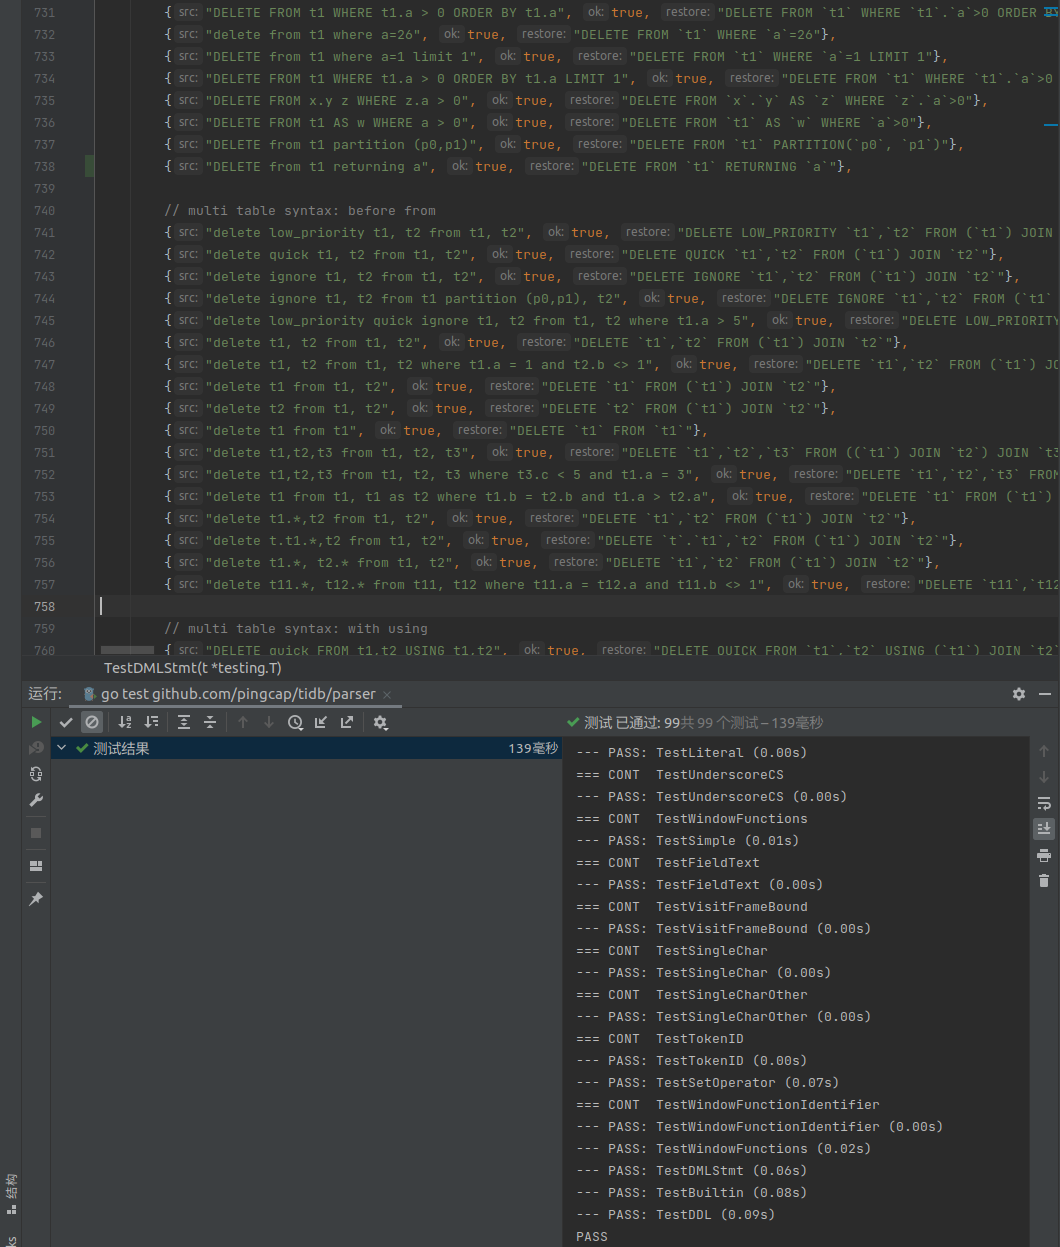 731 {src: "DELETE FROM t1 WHERE t1.a > 0 ORDER BY t1.a", ok: true, restore: "DELETE FROM `t1` WHERE `t1`.`a`>0 ORDER BY
732 {src: "delete from t1 where a=26", ok: true, restore: "DELETE FROM `t1` WHERE `a`=26"},
733 {src: "delete from t1 where a=1 limit 1", ok: true, restore: "DELETE FROM `t1` WHERE `a`=1 LIMIT 1"},
734 {src: "DELETE FROM t1 WHERE t1.a > 0 ORDER BY t1.a LIMIT 1", ok: true, restore: "DELETE FROM `t1` WHERE `t1`.`a`>0
735 {src: "DELETE FROM x.y z WHERE z.a > 0", ok: true, restore: "DELETE FROM `x`.`y` AS `z` WHERE `z`.`a`>0"},
736 {src: "DELETE FROM t1 AS w WHERE a > 0", ok: true, restore: "DELETE FROM `t1` AS `w` WHERE `a`>0"},
737 {src: "DELETE from t1 partition (p0,p1)", ok: true, restore: "DELETE FROM `t1` PARTITION(`p0`, `p1`)"},
738 {src: "DELETE from t1 returning a", ok: true, restore: "DELETE FROM `t1` RETURNING `a`"},
739
740 // multi table syntax: before from
741 {src: "delete low_priority t1, t2 from t1, t2", ok: true, restore: "DELETE LOW_PRIORITY `t1`,`t2` FROM (`t1`) JOIN
742 {src: "delete quick t1, t2 from t1, t2", ok: true, restore: "DELETE QUICK `t1`,`t2` FROM (`t1`) JOIN `t2`"},
743 {src: "delete ignore t1, t2 from t1, t2", ok: true, restore: "DELETE IGNORE `t1`,`t2` FROM (`t1`) JOIN `t2`"},
744 {src: "delete ignore t1, t2 from t1 partition (p0,p1), t2", ok: true, restore: "DELETE IGNORE `t1`,`t2` FROM (`t1`
745 {src: "delete low_priority quick ignore t1, t2 from t1, t2 where t1.a > 5", ok: true, restore: "DELETE LOW_PRIORITY
746 {src: "delete t1, t2 from t1, t2", ok: true, restore: "DELETE `t1`,`t2` FROM (`t1`) JOIN `t2`"},
747 {src: "delete t1, t2 from t1, t2 where t1.a = 1 and t2.b <> 1", ok: true, restore: "DELETE `t1`,`t2` FROM (`t1`) JO
748 {src: "delete t1 from t1, t2", ok: true, restore: "DELETE `t1` FROM (`t1`) JOIN `t2`"},
749 {src: "delete t2 from t1, t2", ok: true, restore: "DELETE `t2` FROM (`t1`) JOIN `t2`"},
750 {src: "delete t1 from t1", ok: true, restore: "DELETE `t1` FROM `t1`"},
751 {src: "delete t1,t2,t3 from t1, t2, t3", ok: true, restore: "DELETE `t1`,`t2`,`t3` FROM ((`t1`) JOIN `t2`) JOIN `t3
752 {src: "delete t1,t2,t3 from t1, t2, t3 where t3.c < 5 and t1.a = 3", ok: true, restore: "DELETE `t1`,`t2`,`t3` FROM
753 {src: "delete t1 from t1, t1 as t2 where t1.b = t2.b and t1.a > t2.a", ok: true, restore: "DELETE `t1` FROM (`t1`)
754 {src: "delete t1.*,t2 from t1, t2", ok: true, restore: "DELETE `t1`,`t2` FROM (`t1`) JOIN `t2`"},
755 {src: "delete t.t1.*,t2 from t1, t2", ok: true, restore: "DELETE `t`.`t1`,`t2` FROM (`t1`) JOIN `t2`"},
756 {src: "delete t1.*, t2.* from t1, t2", ok: true, restore: "DELETE `t1`,`t2` FROM (`t1`) JOIN `t2`"},
757 {src: "delete t11.*, t12.* from t11, t12 where t11.a = t12.a and t11.b <> 1", ok: true, restore: "DELETE `t11`,`t12
758
759 // multi table syntax: with using
760 {src: "DELETE quick FROM t1,t2 USING t1,t2", ok: true, restore: "DELETE QUICK FROM `t1`,`t2` USING (`t1`) JOIN `t2`
TestDMLStmt(t *testing.T)
运行: go test github.com/pingcap/tidb/parser
测试 已通过: 99共 99 个测试 – 139毫秒
测试结果 139毫秒
--- PASS: TestLiteral (0.00s)
=== CONT  TestUnderscoreCS
--- PASS: TestUnderscoreCS (0.00s)
=== CONT  TestWindowFunctions
--- PASS: TestSimple (0.01s)
=== CONT  TestFieldText
--- PASS: TestFieldText (0.00s)
=== CONT  TestVisitFrameBound
--- PASS: TestVisitFrameBound (0.00s)
=== CONT  TestSingleChar
--- PASS: TestSingleChar (0.00s)
=== CONT  TestSingleCharOther
--- PASS: TestSingleCharOther (0.00s)
=== CONT  TestTokenID
--- PASS: TestTokenID (0.00s)
--- PASS: TestSetOperator (0.07s)
=== CONT  TestWindowFunctionIdentifier
--- PASS: TestWindowFunctionIdentifier (0.00s)
--- PASS: TestWindowFunctions (0.02s)
--- PASS: TestDMLStmt (0.06s)
--- PASS: TestBuiltin (0.08s)
--- PASS: TestDDL (0.09s)
PASS
结构
ks